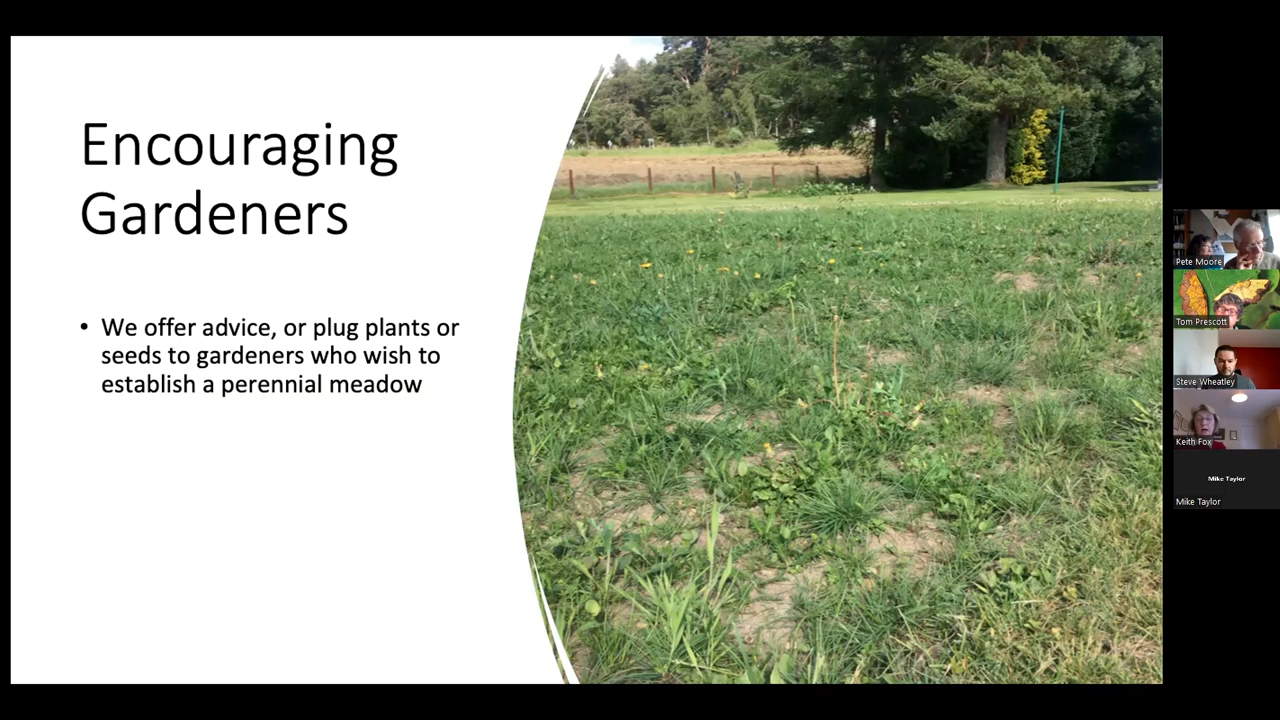 Encouraging
Gardeners
• We offer advice, or plug plants or
seeds to gardeners who wish to
establish a perennial meadow
Pete Moore
Tom Prescott
Steve Wheatley
Keith Fox
Mike Taylor
Mike Taylor